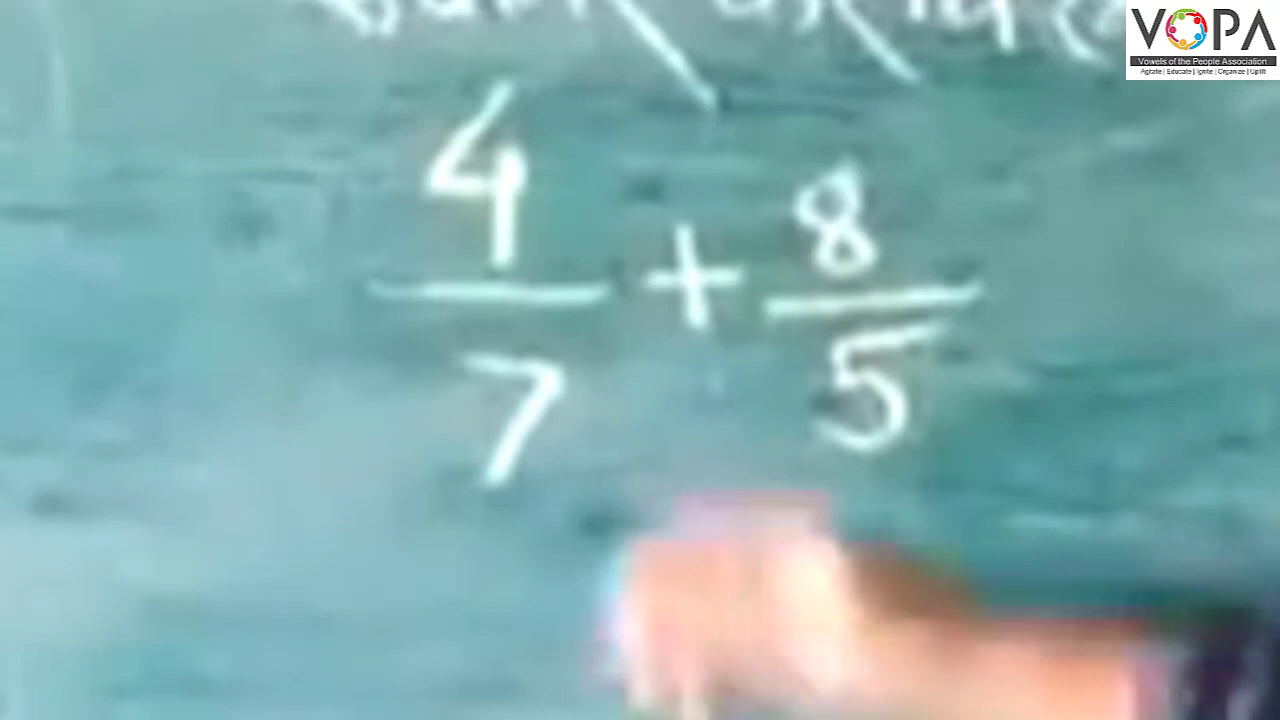 VOPA
Vowels of the People Association
Agitate | Educate | Ignite | Organize | Uplift
4/7 + 8/5